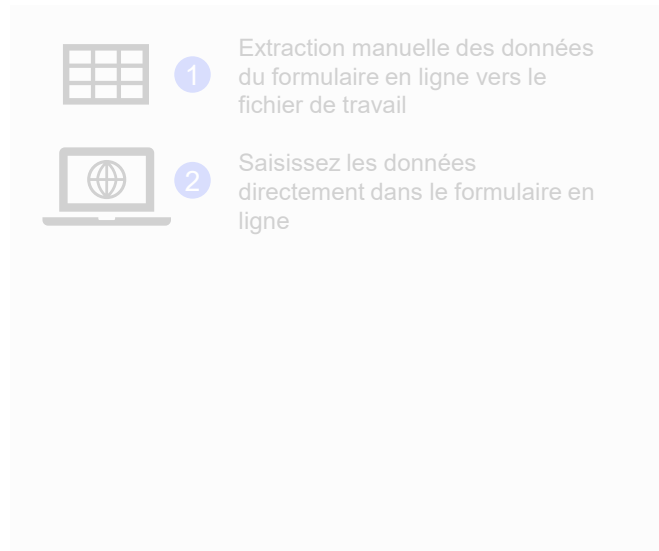 1
Extraction manuelle des données
du formulaire en ligne vers le
fichier de travail
2
Saisissez les données
directement dans le formulaire en
ligne